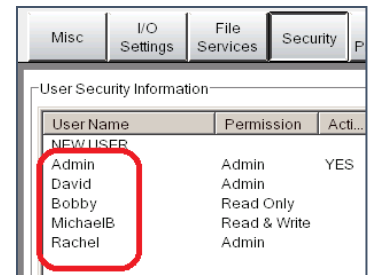 Misc I/O Settings File Services Security P
User Security Information
User Name Permission Acti...
NEW USER
Admin Admin YES
David Admin
Bobby Read Only
MichaelB Read & Write
Rachel Admin